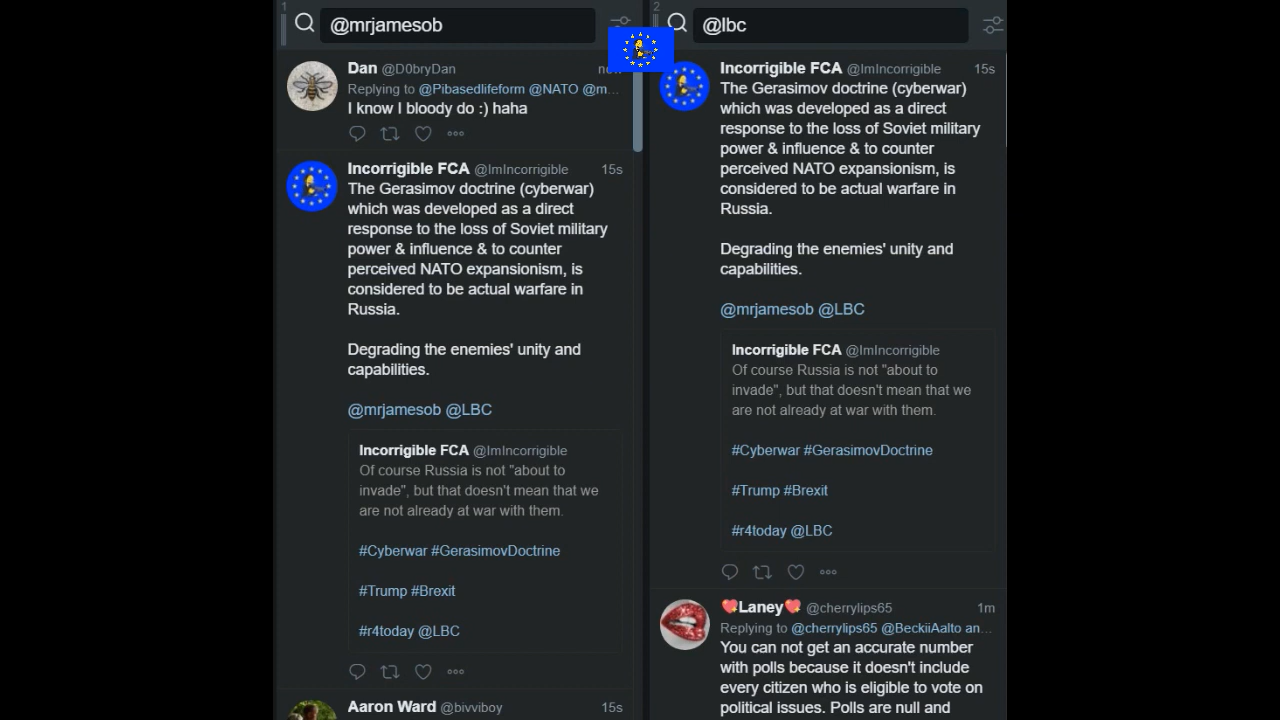 1
@mrjamesob
Dan @D0bryDan
Replying to @Pibasedlifeform @NATO @m...
I know I bloody do :) haha
Incorrigible FCA @ImIncorrigible 15s
The Gerasimov doctrine (cyberwar)
which was developed as a direct
response to the loss of Soviet military
power & influence & to counter
perceived NATO expansionism, is
considered to be actual warfare in
Russia.
Degrading the enemies' unity and
capabilities.
@mrjamesob @LBC
Incorrigible FCA @ImIncorrigible
Of course Russia is not "about to
invade", but that doesn't mean that we
are not already at war with them.
#Cyberwar #GerasimovDoctrine
#Trump #Brexit
#r4today @LBC
Aaron Ward @bivviboy 15s
2
@lbc
Incorrigible FCA @ImIncorrigible 15s
The Gerasimov doctrine (cyberwar)
which was developed as a direct
response to the loss of Soviet military
power & influence & to counter
perceived NATO expansionism, is
considered to be actual warfare in
Russia.
Degrading the enemies' unity and
capabilities.
@mrjamesob @LBC
Incorrigible FCA @ImIncorrigible
Of course Russia is not "about to
invade", but that doesn't mean that we
are not already at war with them.
#Cyberwar #GerasimovDoctrine
#Trump #Brexit
#r4today @LBC
💖Laney💖 @cherrylips65 1m
Replying to @cherrylips65 @BeckiiAalto an...
You can not get an accurate number
with polls because it doesn't include
every citizen who is eligible to vote on
political issues. Polls are null and